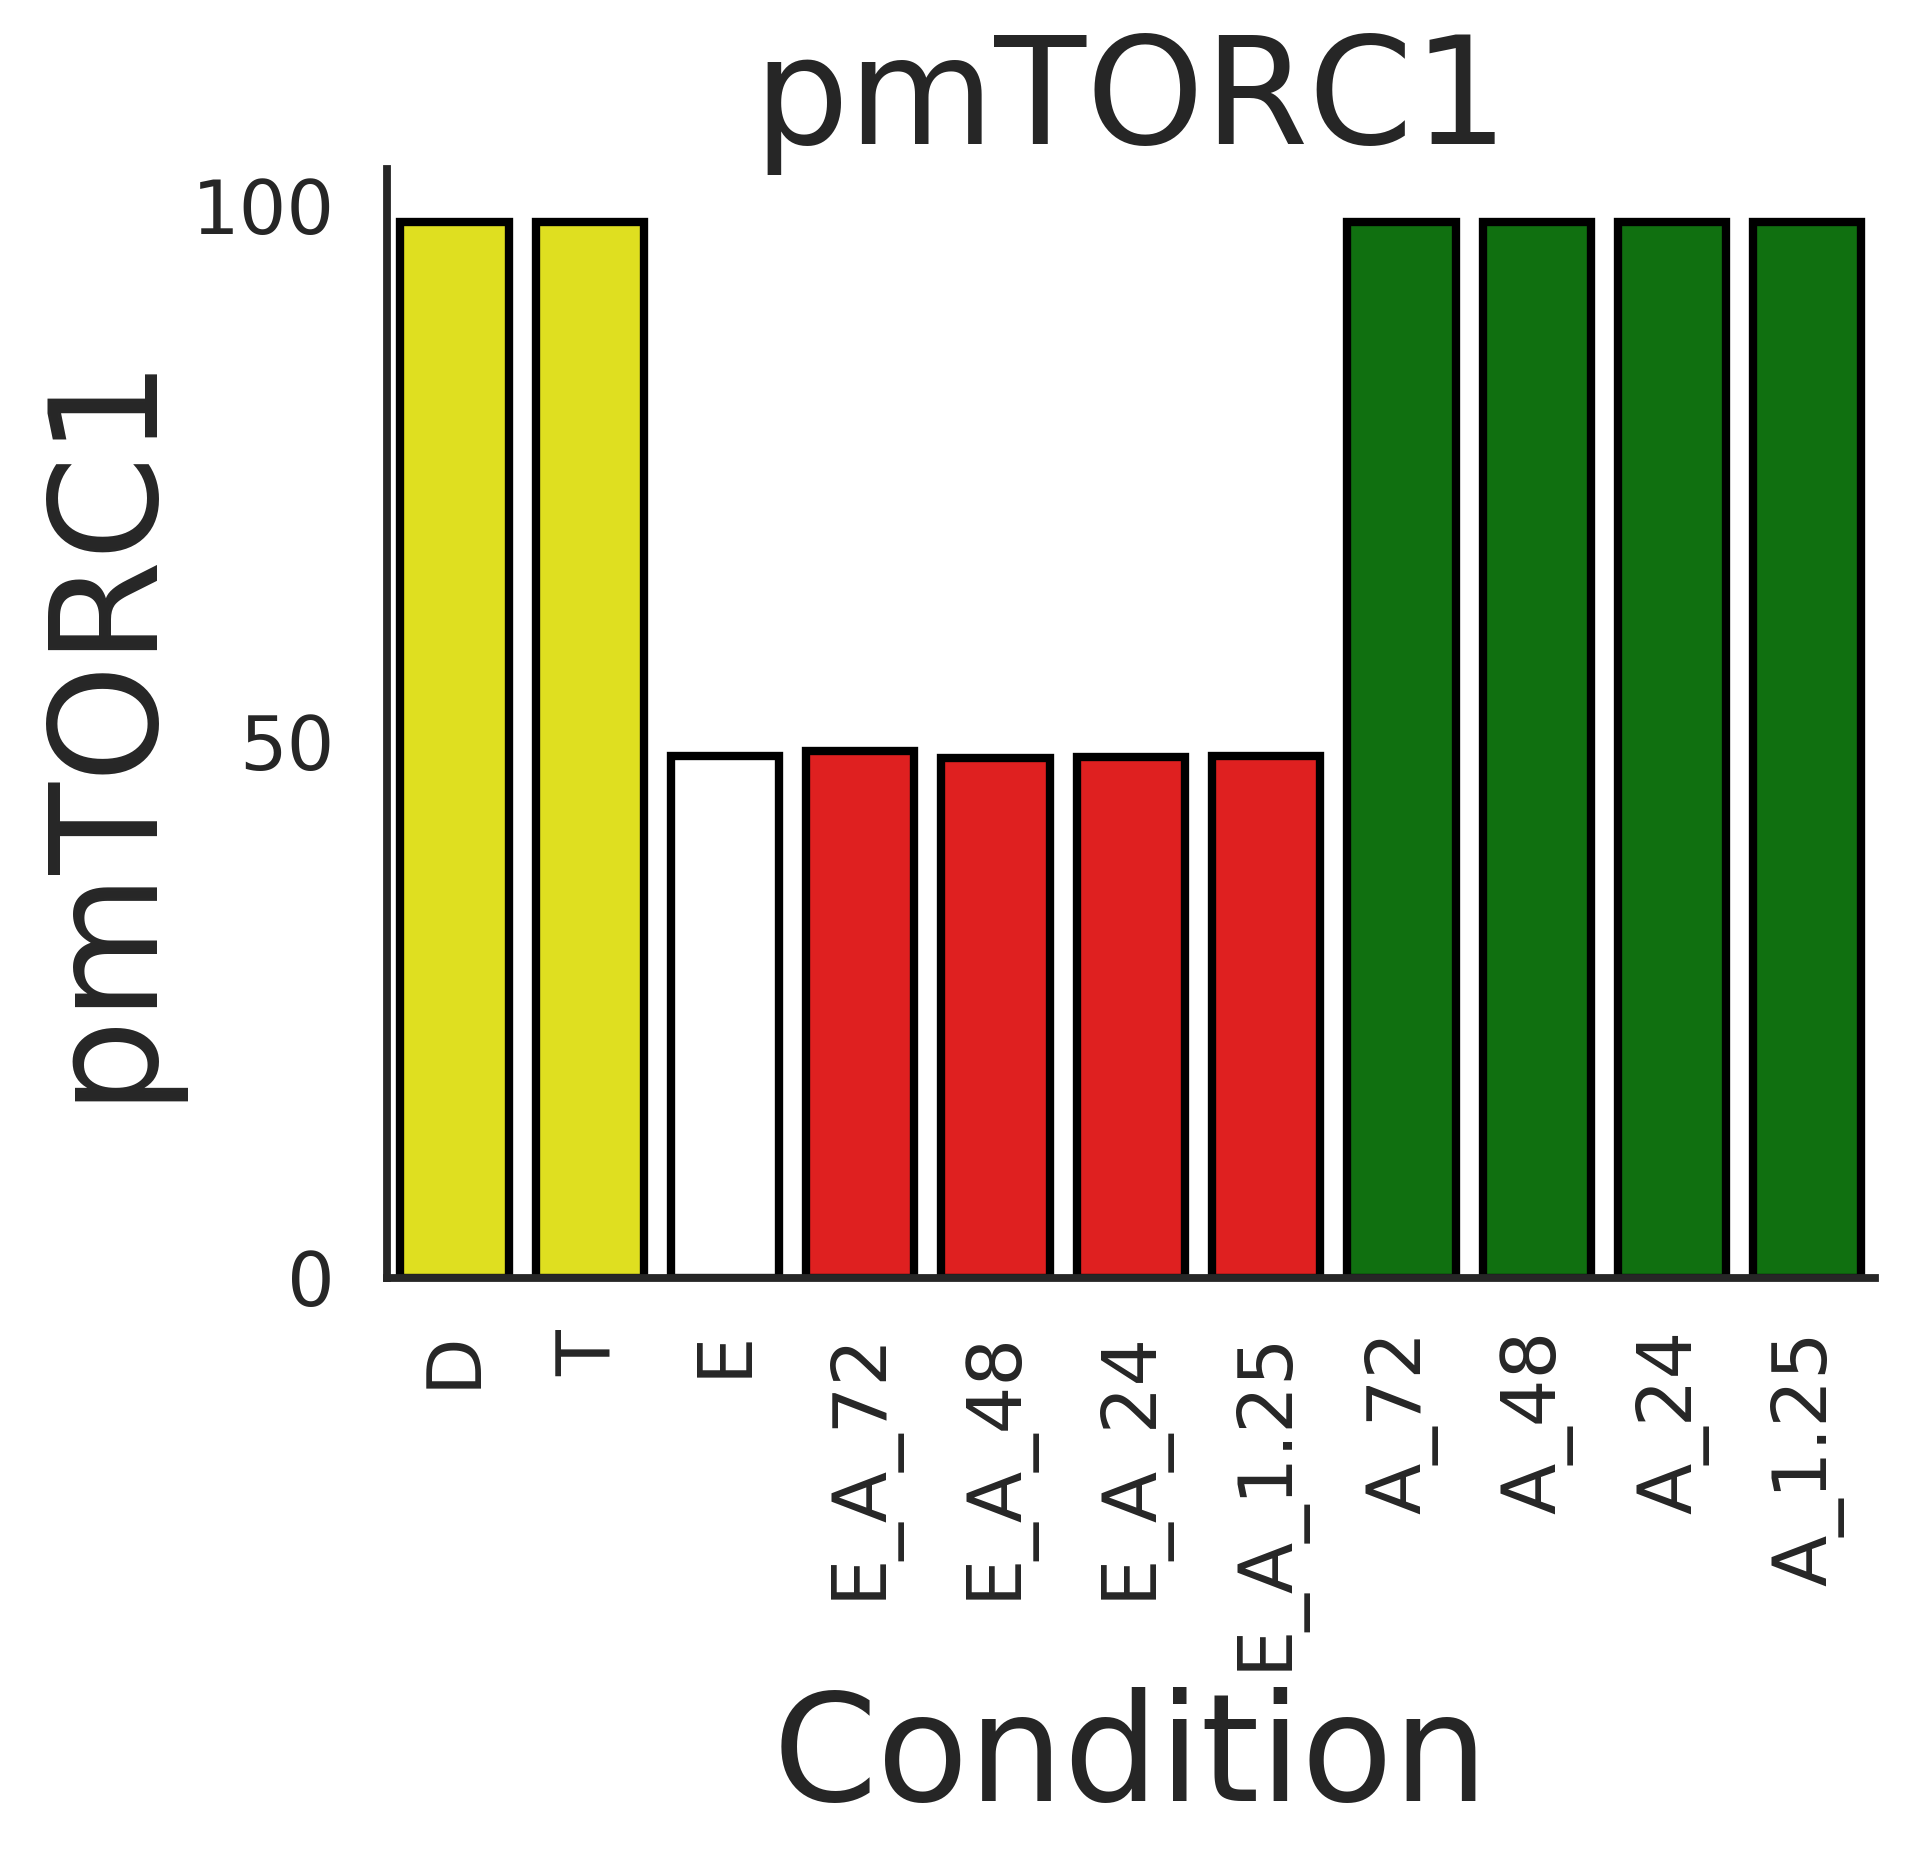 pmTORC1
pmTORC1
100
50
0
D
T
E
E_A_72
E_A_48
E_A_24
E_A_1.25
A_72
A_48
A_24
A_1.25
Condition